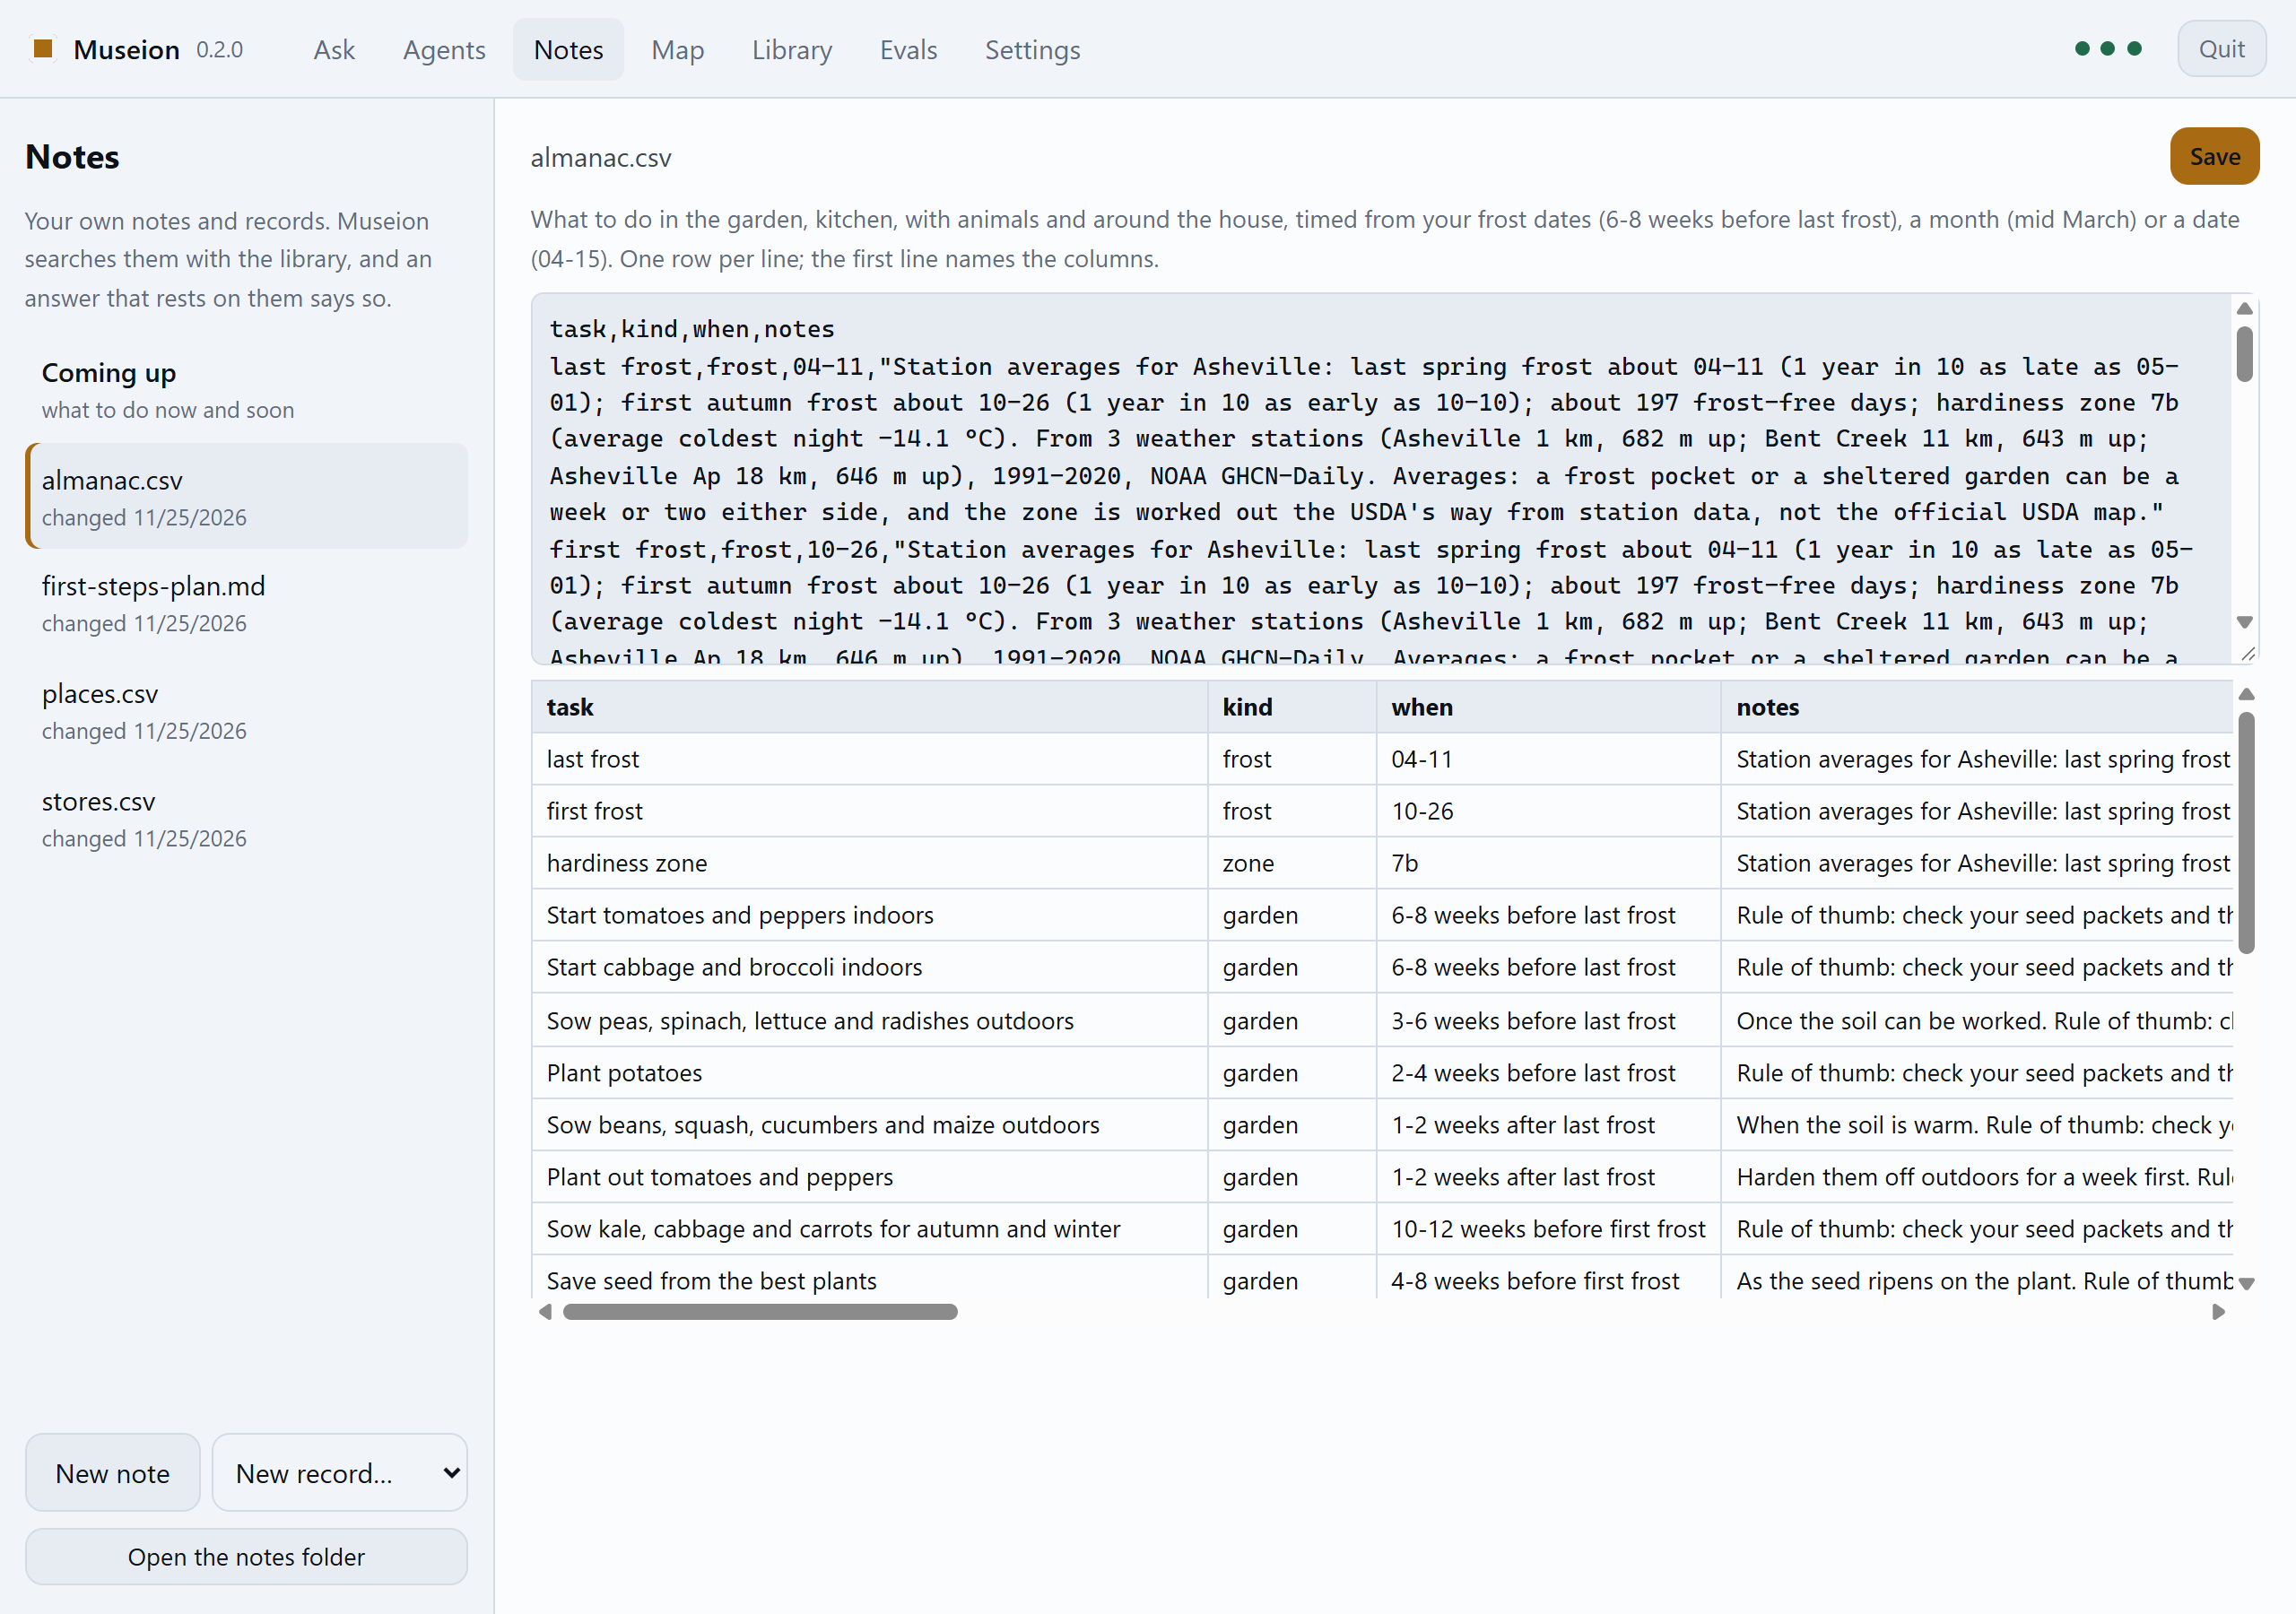 Museion 0.2.0 Ask Agents Notes Map Library Evals Settings Quit
Notes
Your own notes and records. Museion
searches them with the library, and an
answer that rests on them says so.
Coming up
what to do now and soon
almanac.csv
changed 11/25/2026
first-steps-plan.md
changed 11/25/2026
places.csv
changed 11/25/2026
stores.csv
changed 11/25/2026
New note New record...
Open the notes folder
almanac.csv Save
What to do in the garden, kitchen, with animals and around the house, timed from your frost dates (6-8 weeks before last frost), a month (mid March) or a date
(04-15). One row per line; the first line names the columns.
task,kind,when,notes
last frost,frost,04-11,"Station averages for Asheville: last spring frost about 04-11 (1 year in 10 as late as 05-
01); first autumn frost about 10-26 (1 year in 10 as early as 10-10); about 197 frost-free days; hardiness zone 7b
(average coldest night -14.1 °C). From 3 weather stations (Asheville 1 km, 682 m up; Bent Creek 11 km, 643 m up;
Asheville Ap 18 km, 646 m up), 1991-2020, NOAA GHCN-Daily. Averages: a frost pocket or a sheltered garden can be a
week or two either side, and the zone is worked out the USDA's way from station data, not the official USDA map."
first frost,frost,10-26,"Station averages for Asheville: last spring frost about 04-11 (1 year in 10 as late as 05-
01); first autumn frost about 10-26 (1 year in 10 as early as 10-10); about 197 frost-free days; hardiness zone 7b
(average coldest night -14.1 °C). From 3 weather stations (Asheville 1 km, 682 m up; Bent Creek 11 km, 643 m up;
Asheville Ap 18 km, 646 m up), 1991-2020, NOAA GHCN-Daily. Averages: a frost pocket or a sheltered garden can be a
task kind when notes
last frost frost 04-11 Station averages for Asheville: last spring frost
first frost frost 10-26 Station averages for Asheville: last spring frost
hardiness zone zone 7b Station averages for Asheville: last spring frost
Start tomatoes and peppers indoors garden 6-8 weeks before last frost Rule of thumb: check your seed packets and
Start cabbage and broccoli indoors garden 6-8 weeks before last frost Rule of thumb: check your seed packets and
Sow peas, spinach, lettuce and radishes outdoors garden 3-6 weeks before last frost Once the soil can be worked. Rule of thumb:
Plant potatoes garden 2-4 weeks before last frost Rule of thumb: check your seed packets and
Sow beans, squash, cucumbers and maize outdoors garden 1-2 weeks after last frost When the soil is warm. Rule of thumb: check
Plant out tomatoes and peppers garden 1-2 weeks after last frost Harden them off outdoors for a week first.
Sow kale, cabbage and carrots for autumn and winter garden 10-12 weeks before first frost Rule of thumb: check your seed packets and
Save seed from the best plants garden 4-8 weeks before first frost As the seed ripens on the plant. Rule of thumb